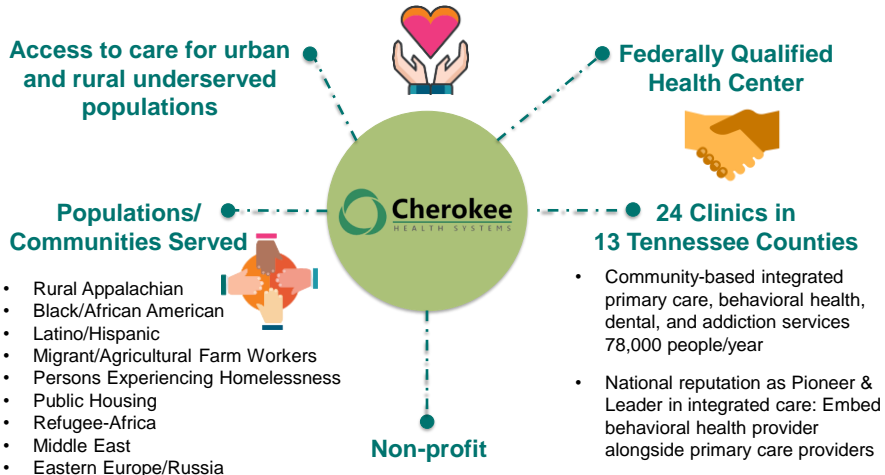 Access to care for urban
and rural underserved
populations
Federally Qualified
Health Center
Cherokee
HEALTH SYSTEMS
Populations/
Communities Served
• Rural Appalachian
• Black/African American
• Latino/Hispanic
• Migrant/Agricultural Farm Workers
• Persons Experiencing Homelessness
• Public Housing
• Refugee-Africa
• Middle East
• Eastern Europe/Russia
24 Clinics in
13 Tennessee Counties
• Community-based integrated
primary care, behavioral health,
dental, and addiction services
78,000 people/year
• National reputation as Pioneer &
Leader in integrated care: Embed
behavioral health provider
alongside primary care providers
Non-profit